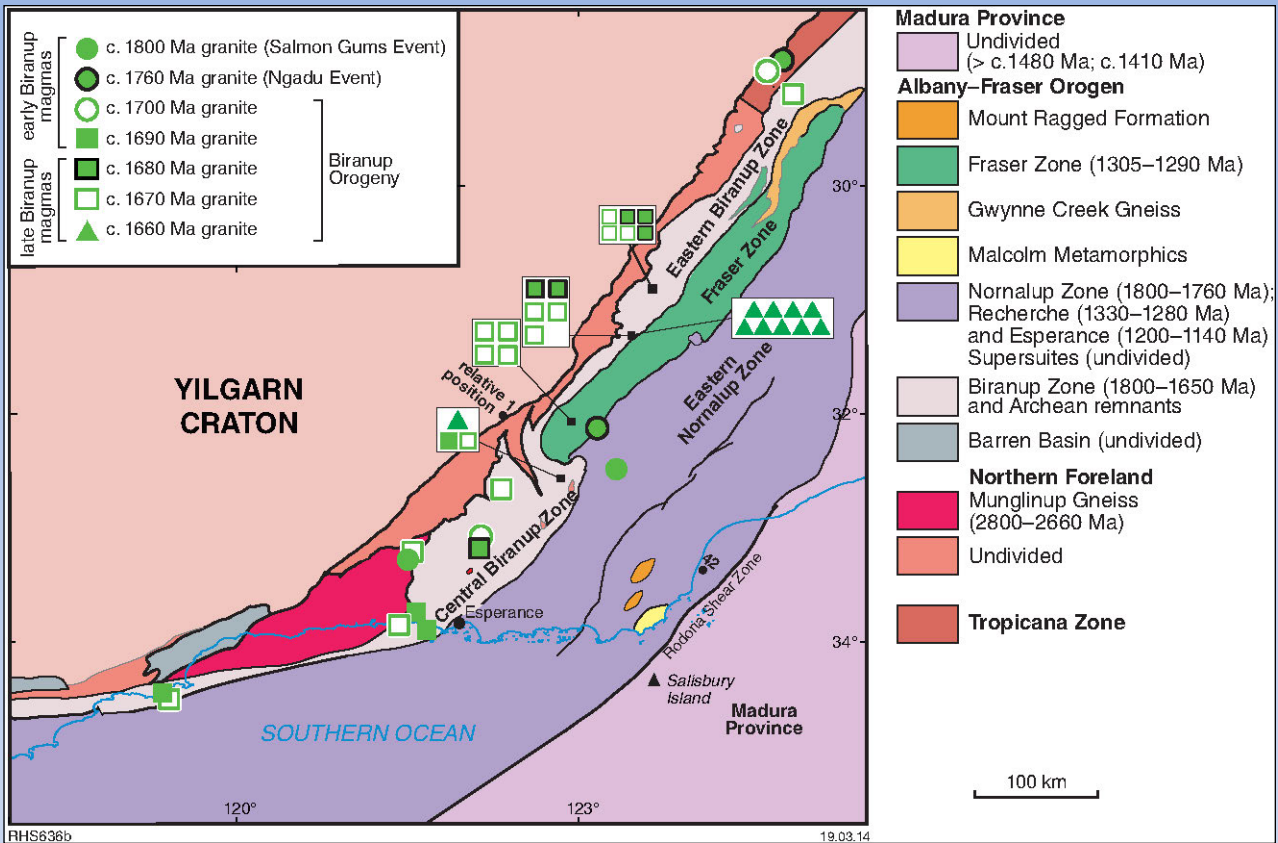 early Biranup
magmas
late Biranup
magmas
c. 1800 Ma granite (Salmon Gums Event)
c. 1760 Ma granite (Ngadu Event)
c. 1700 Ma granite
c. 1690 Ma granite
c. 1680 Ma granite
c. 1670 Ma granite
c. 1660 Ma granite
Biranup
Orogeny
30°
Eastern Biranup Zone
Fraser Zone
Eastern
Nornalup Zone
relative 1
position
YILGARN
CRATON
32°
Central Biranup Zone
Esperance
42
Rodona Shear Zone
34°
Salisbury
Island
Madura
Province
SOUTHERN OCEAN
120°
123°
RHS636b
19.03.14
Madura Province
Undivided
(> c.1480 Ma; c.1410 Ma)
Albany–Fraser Orogen
Mount Ragged Formation
Fraser Zone (1305–1290 Ma)
Gwynne Creek Gneiss
Malcolm Metamorphics
Nornalup Zone (1800–1760 Ma);
Recherche (1330–1280 Ma)
and Esperance (1200–1140 Ma)
Supersuites (undivided)
Biranup Zone (1800–1650 Ma)
and Archean remnants
Barren Basin (undivided)
Northern Foreland
Munglinup Gneiss
(2800–2660 Ma)
Undivided
Tropicana Zone
100 km